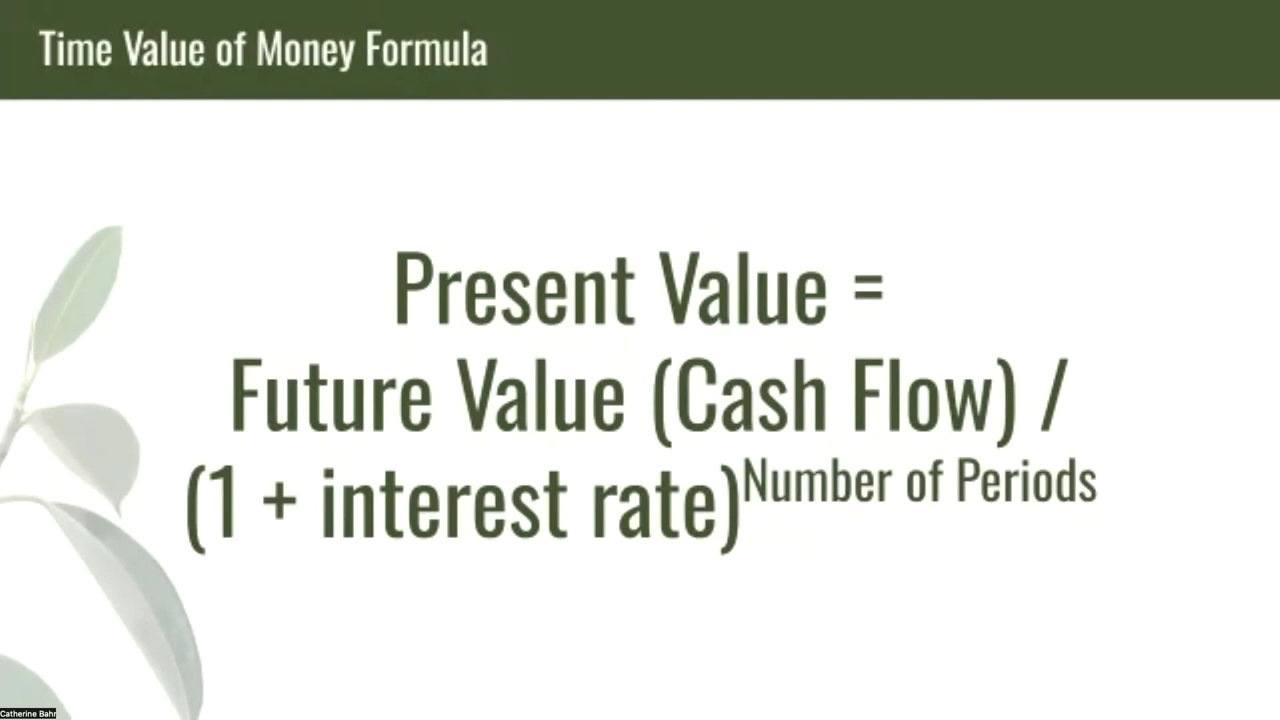 Time Value of Money Formula
Present Value =
Future Value (Cash Flow) /
(1 + interest rate)^Number of Periods
Catherine Bahr